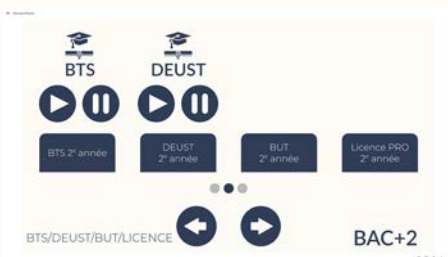 BTS
DEUST
BTS 2e année
DEUST
2e année
BUT
2e année
Licence PRO
2e année
BTS/DEUST/BUT/LICENCE
BAC+2